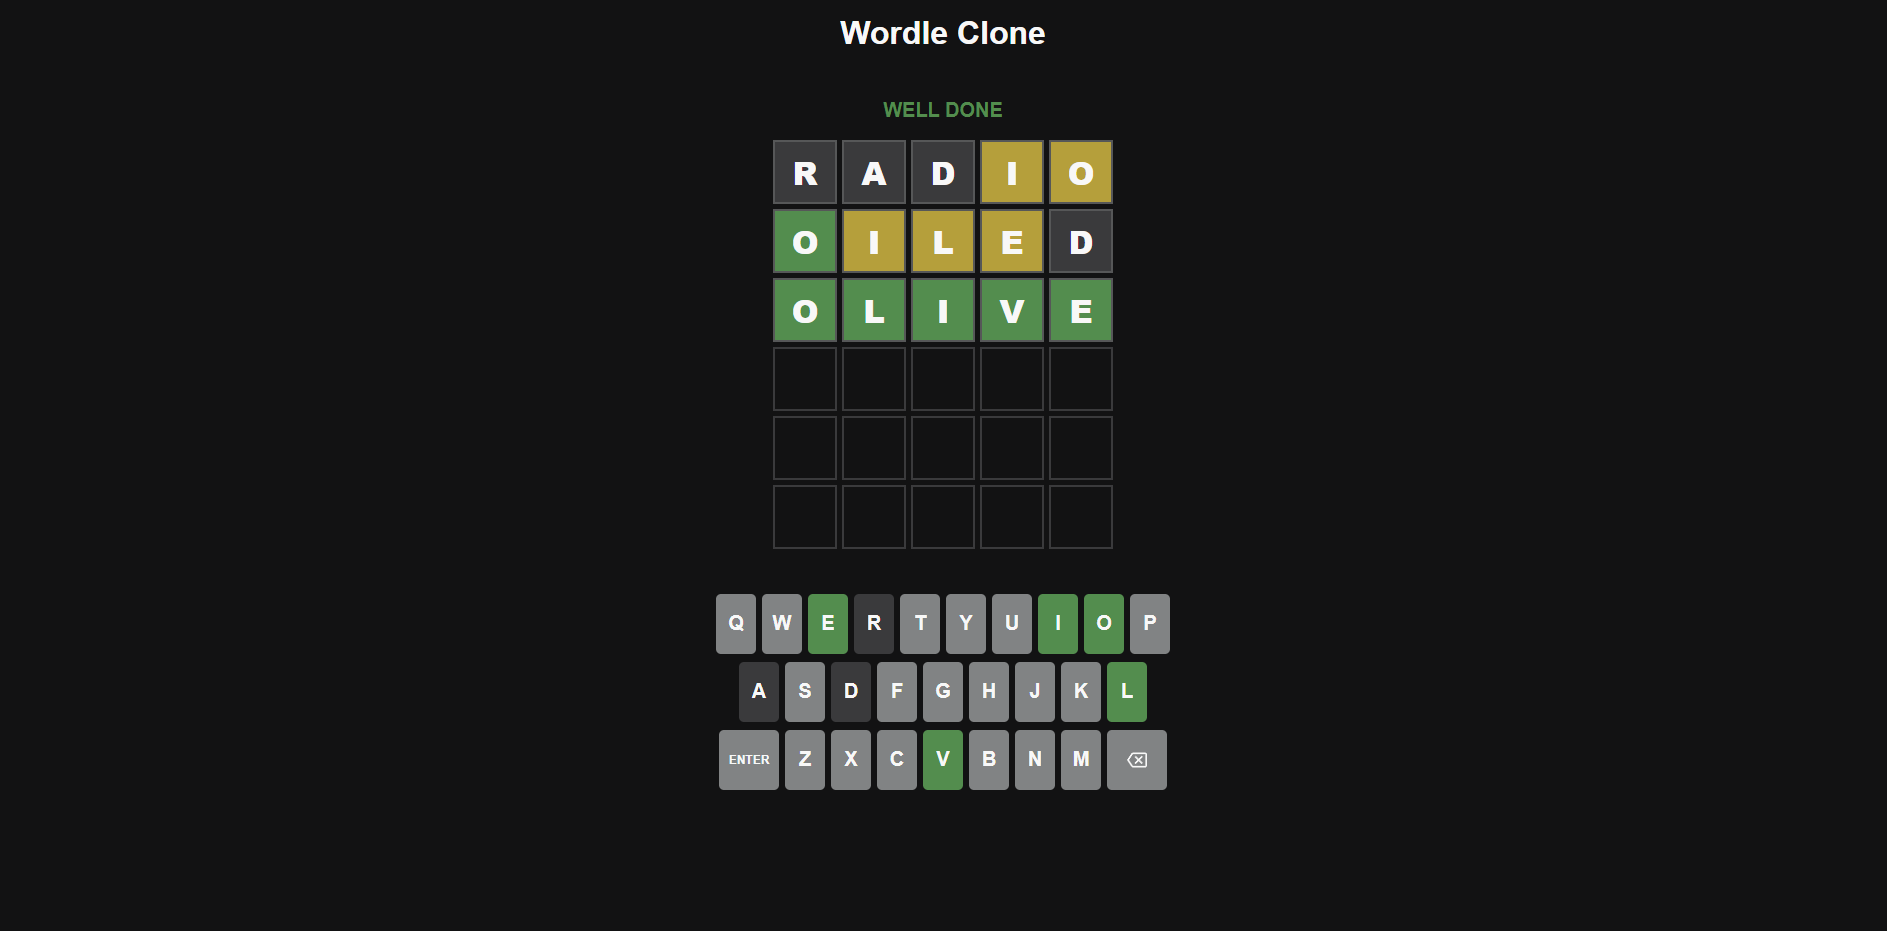 Wordle Clone
WELL DONE
R A D I O
O I L E D
O L I V E
Q W E R T Y U I O P
A S D F G H J K L
ENTER Z X C V B N M